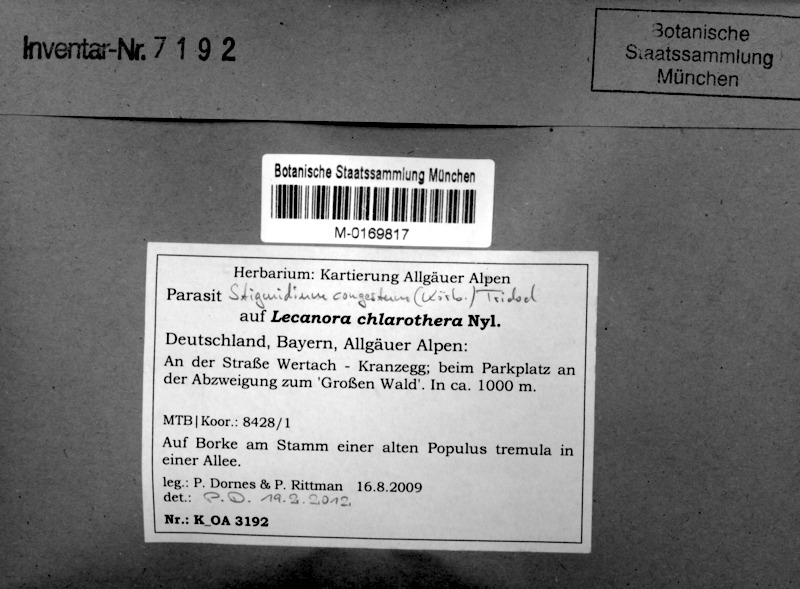 Inventar-Nr. 7192
Botanische
Staatssammlung
München
Botanische Staatssammlung München
M-0169817
Herbarium: Kartierung Allgäuer Alpen
Parasit Stigmidium congestum (Körb.) Triebel
auf Lecanora chlarothera Nyl.
Deutschland, Bayern, Allgäuer Alpen:
An der Straße Wertach - Kranzegg; beim Parkplatz an
der Abzweigung zum 'Großen Wald'. In ca. 1000 m.
MTB|Koor.: 8428/1
Auf Borke am Stamm einer alten Populus tremula in
einer Allee.
leg.: P. Dornes & P. Rittman 16.8.2009
det.: P.D. 19.2.2012
Nr.: K_OA 3192